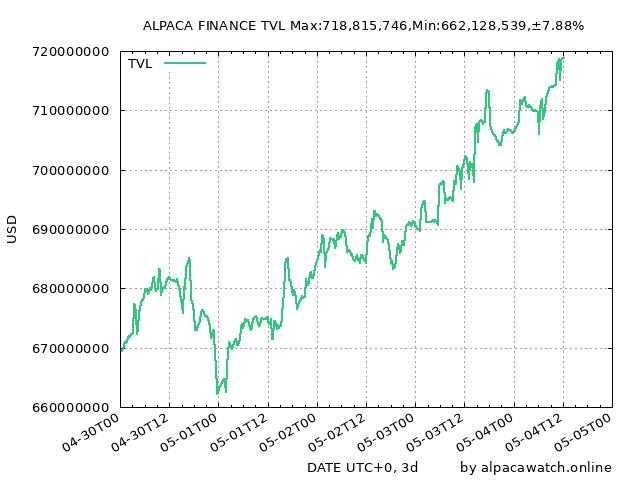 ALPACA FINANCE TVL Max:718,815,746,Min:662,128,539,±7.88%
TVL
720000000
710000000
700000000
690000000
680000000
670000000
660000000
USD
04-30T00
04-30T12
05-01T00
05-01T12
05-02T00
05-02T12
05-03T00
05-03T12
05-04T00
05-04T12
05-05T00
DATE UTC+0, 3d
by alpacawatch.online